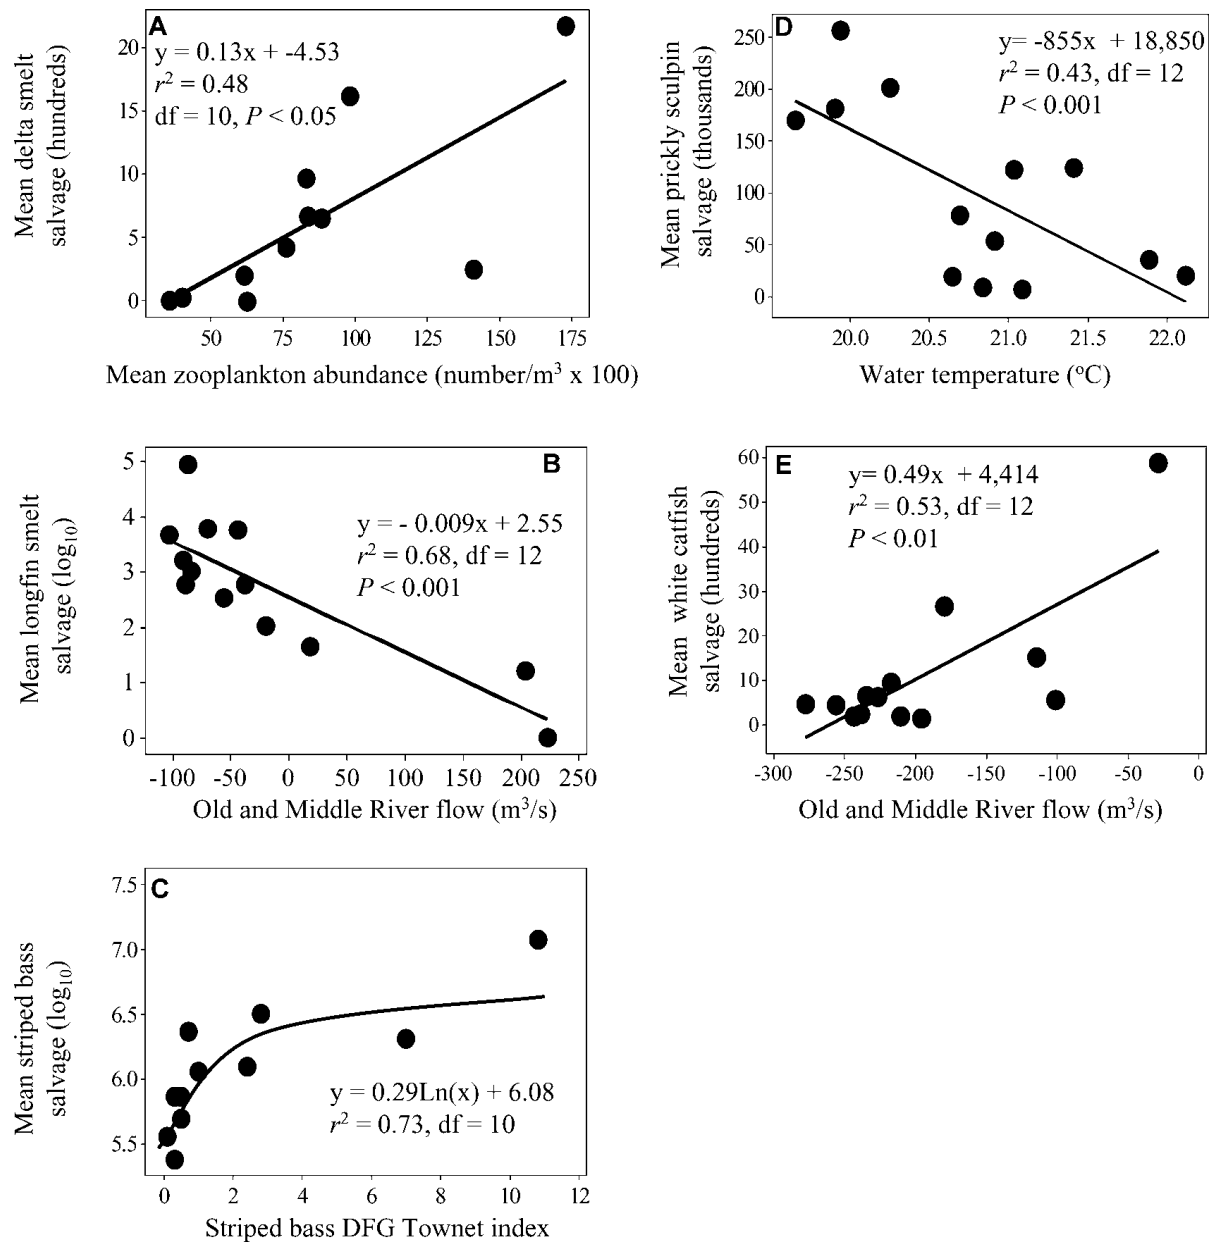 A
y = 0.13x + -4.53
r² = 0.48
df = 10, P < 0.05
Mean delta smelt
salvage (hundreds)
20
15
10
5
0
50 75 100 125 150 175
Mean zooplankton abundance (number/m³ x 100)
D
y= -855x + 18,850
r² = 0.43, df = 12
P < 0.001
Mean prickly sculpin
salvage (thousands)
250
200
150
100
50
0
20.0 20.5 21.0 21.5 22.0
Water temperature (°C)
B
y = - 0.009x + 2.55
r² = 0.68, df = 12
P < 0.001
Mean longfin smelt
salvage (log₁₀)
5
4
3
2
1
0
-100 -50 0 50 100 150 200 250
Old and Middle River flow (m³/s)
E
y= 0.49x + 4,414
r² = 0.53, df = 12
P < 0.01
Mean white catfish
salvage (hundreds)
60
50
40
30
20
10
0
-300 -250 -200 -150 -100 -50 0
Old and Middle River flow (m³/s)
C
y = 0.29Ln(x) + 6.08
r² = 0.73, df = 10
Mean striped bass
salvage (log₁₀)
7.5
7.0
6.5
6.0
5.5
0 2 4 6 8 10 12
Striped bass DFG Townet index